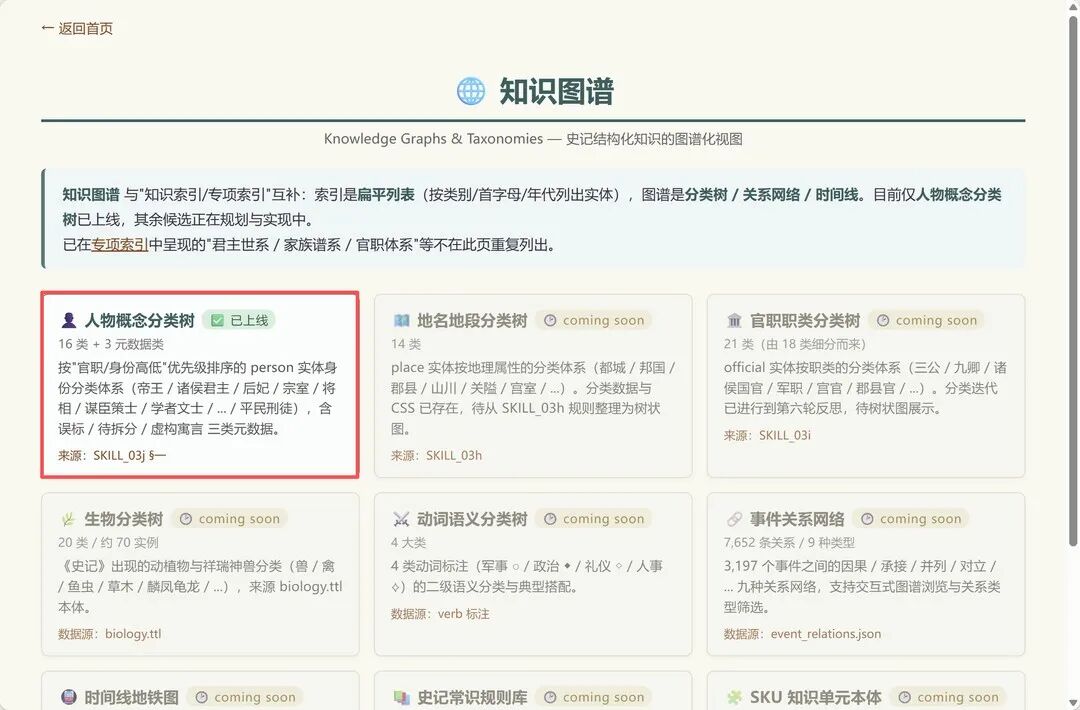 ← 返回首页
知识图谱
Knowledge Graphs & Taxonomies — 史记结构化知识的图谱化视图
知识图谱 与"知识索引/专项索引"互补：索引是扁平列表（按类别/首字母/年代列出实体），图谱是分类树 / 关系网络 / 时间线。目前仅人物概念分类
树已上线，其余候选正在规划与实现中。
已在专项索引中呈现的"君主世系 / 家族谱系 / 官职体系"等不在此页重复列出。
人物概念分类树 已上线
16 类 + 3 元数据类
按"官职/身份高低"优先级排序的 person 实体身
份分类体系（帝王 / 诸侯君主 / 后妃 / 宗室 / 将
相 / 谋臣策士 / 学者文士 / ... / 平民刑徒），含
误标 / 待拆分 / 虚构寓言 三类元数据。
来源：SKILL_03j §一
地名地段分类树 coming soon
14 类
place 实体按地理属性的分类体系（都城 / 邦国 /
郡县 / 山川 / 关隘 / 宫室 / ...）。分类数据与
CSS 已存在，待从 SKILL_03h 规则整理为树状
图。
来源：SKILL_03h
官职职类分类树 coming soon
21 类（由 18 类细分而来）
official 实体按职类的分类体系（三公 / 九卿 / 诸
侯国官 / 军职 / 宫官 / 郡县官 / ...）。分类迭代
已进行到第六轮反思，待树状图展示。
来源：SKILL_03i
生物分类树 coming soon
20 类 / 约 70 实例
《史记》出现的动植物与祥瑞神兽分类（兽 / 禽
/ 鱼虫 / 草木 / 麟凤龟龙 / ...），来源 biology.ttl
本体。
数据源：biology.ttl
动词语义分类树 coming soon
4 大类
4 类动词标注（军事 ○ / 政治 ◆ / 礼仪 ◇ / 人事
◇）的二级语义分类与典型搭配。
数据源：verb 标注
事件关系网络 coming soon
7,652 条关系 / 9 种类型
3,197 个事件之间的因果 / 承接 / 并列 / 对立 /
... 九种关系网络，支持交互式图谱浏览与关系类
型筛选。
数据源：event_relations.json
时间线地铁图 coming soon
史记常识规则库 coming soon
SKU 知识单元本体 coming soon